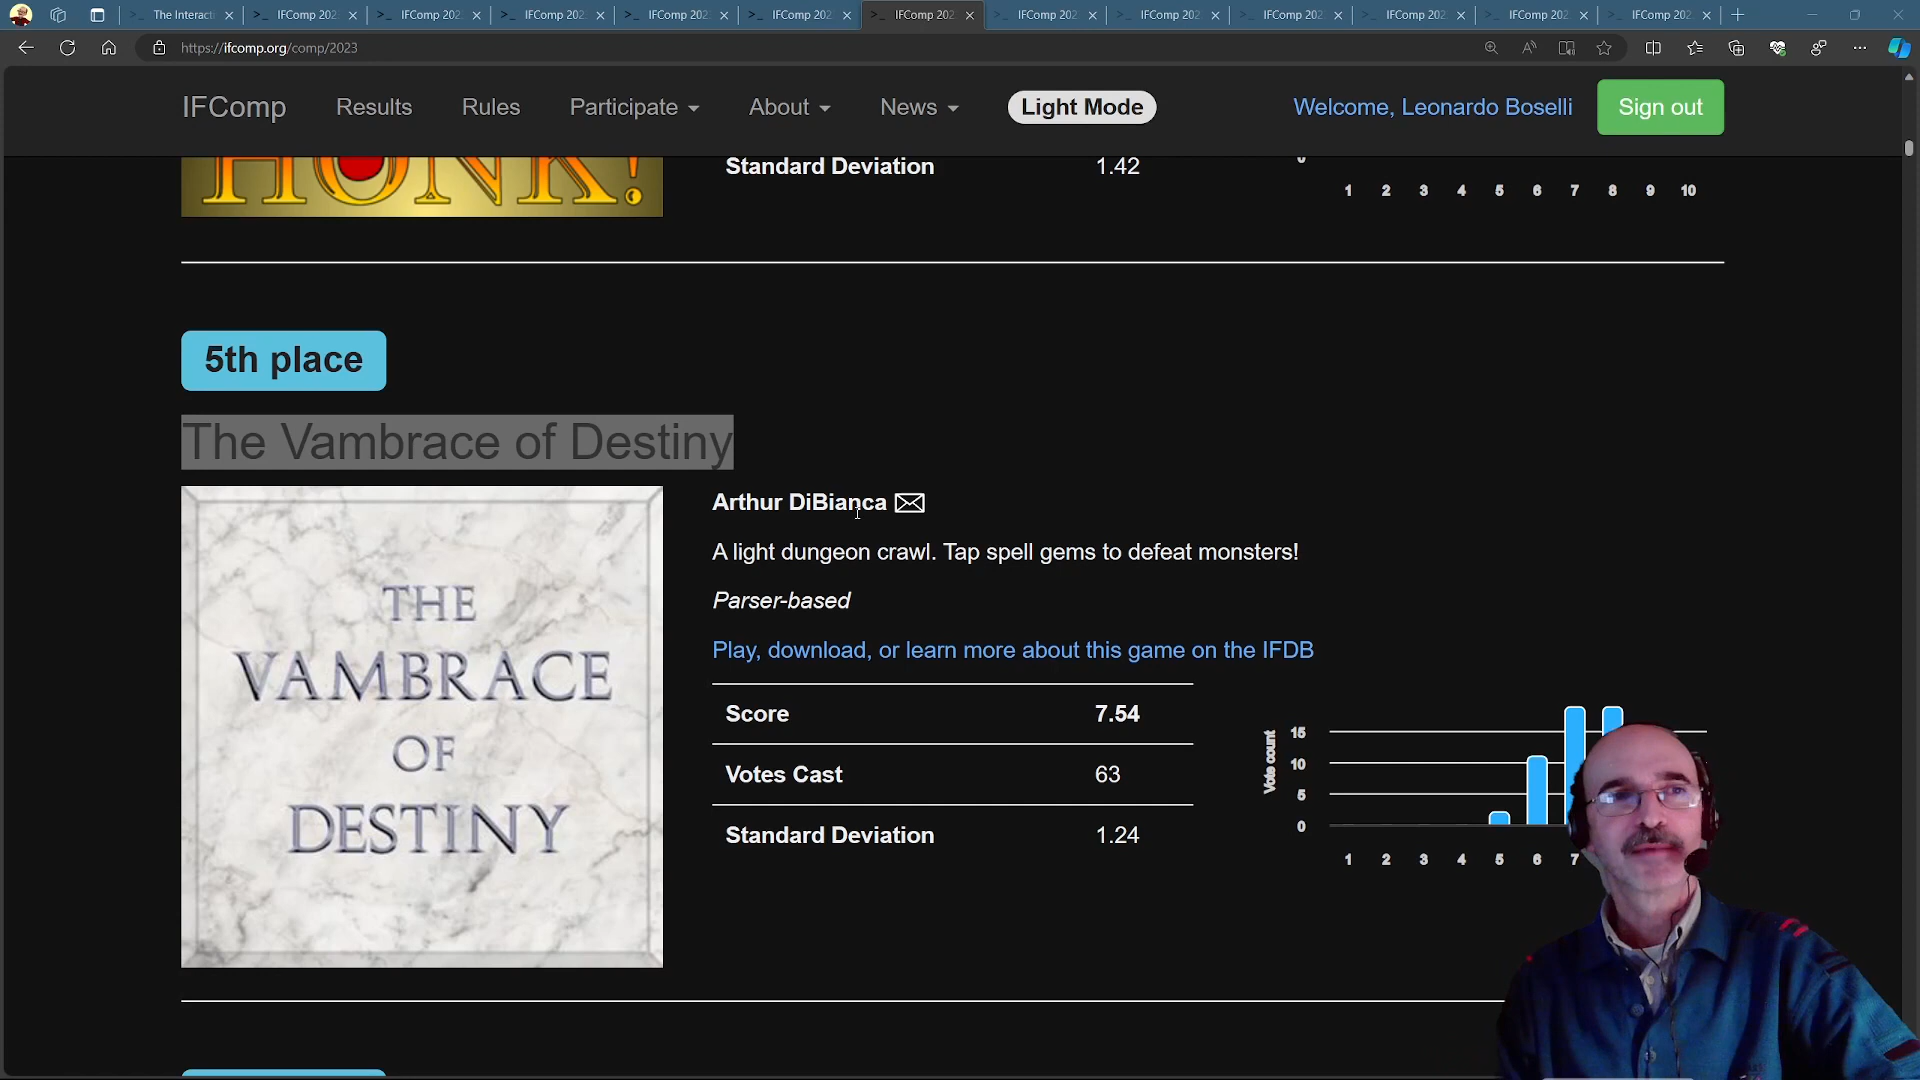 The Interact
IFComp 202
IFComp 202
IFComp 202
IFComp 202
IFComp 202
IFComp 202
IFComp 202
IFComp 202
IFComp 202
IFComp 202
IFComp 202
IFComp 202
https://ifcomp.org/comp/2023
IFComp
Results
Rules
Participate
About
News
Light Mode
Welcome, Leonardo Boselli
Sign out
HONK!
Standard Deviation 1.42
0
1 2 3 4 5 6 7 8 9 10
5th place
The Vambrace of Destiny
THE
VAMBRACE
OF
DESTINY
Arthur DiBianca
A light dungeon crawl. Tap spell gems to defeat monsters!
Parser-based
Play, download, or learn more about this game on the IFDB
Score 7.54
Votes Cast 63
Standard Deviation 1.24
Vote count
15
10
5
0
1 2 3 4 5 6 7